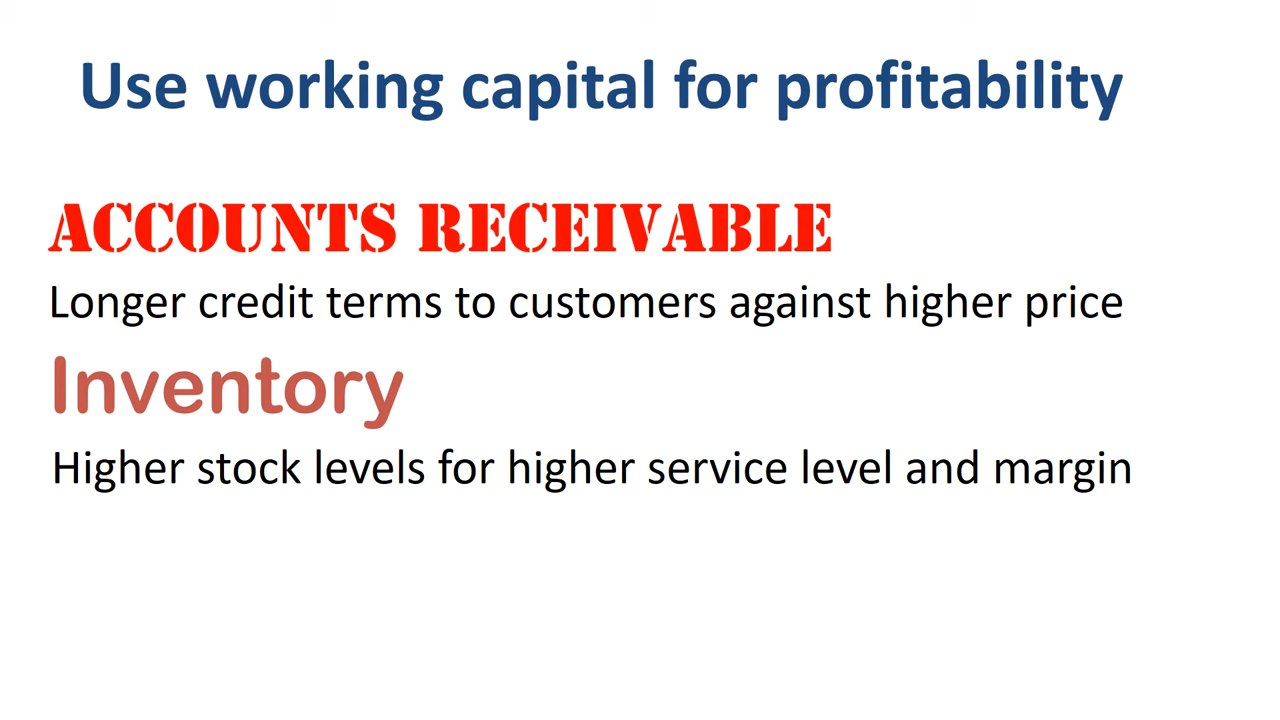 Use working capital for profitability
ACCOUNTS RECEIVABLE
Longer credit terms to customers against higher price
Inventory
Higher stock levels for higher service level and margin